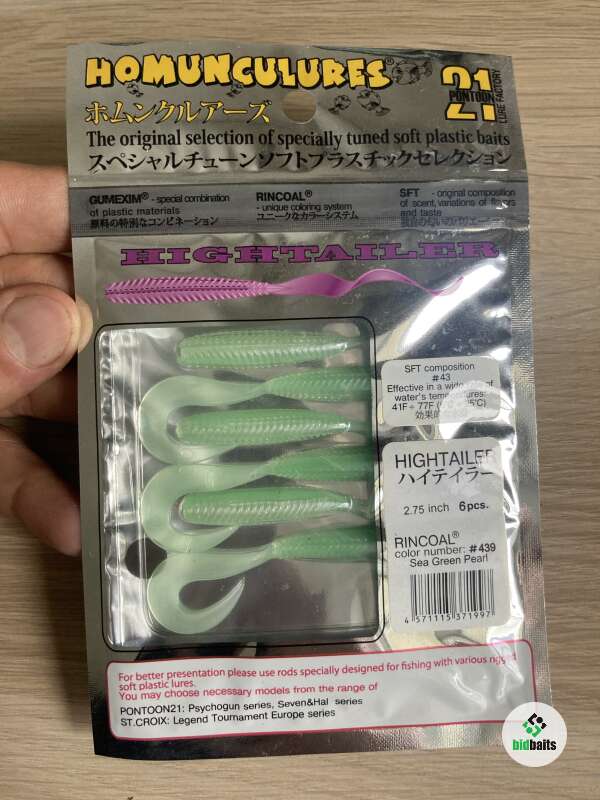 HOMUNCULURES®
21
PONTOON
LURE FACTORY
ホムンクルアーズ
The original selection of specially tuned soft plastic baits
スペシャルチューンソフトプラスチックセレクション
GUMEXIM® - special combination
of plastic materials
原料の特別なコンビネーション
RINCOAL®
- unique coloring system
ユニークなカラーシステム
SFT - original composition
of scent, variations of flavors
and taste
HIGHTAILER
SFT composition
#43
Effective in a wide of
water's temperatures:
41F ÷ 77F
効果的
HIGHTAILER
ハイテイラー
2.75 inch 6pcs.
RINCOAL®
color number: #439
Sea Green Pearl
4 571115 371997
For better presentation please use rods specially designed for fishing with various rigged
soft plastic lures.
You may choose necessary models from the range of
PONTOON21: Psychogun series, Seven&Hal series
ST.CROIX: Legend Tournament Europe series
bidbaits